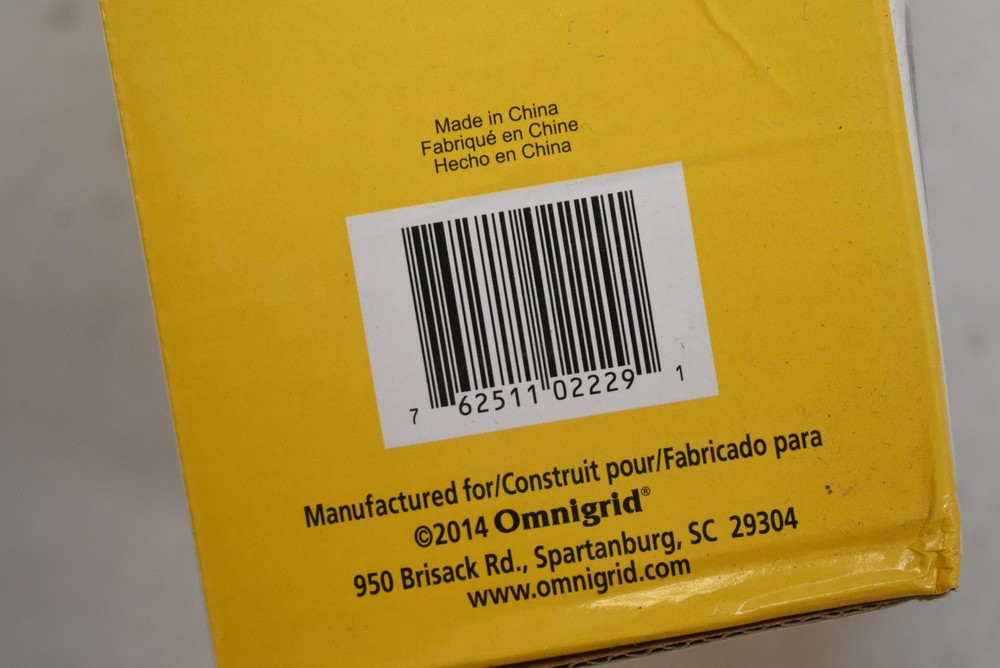 Made in China
Fabriqué en Chine
Hecho en China
7 62511 02229 1
Manufactured for/Construit pour/Fabricado para
©2014 Omnigrid®
950 Brisack Rd., Spartanburg, SC 29304
www.omnigrid.com